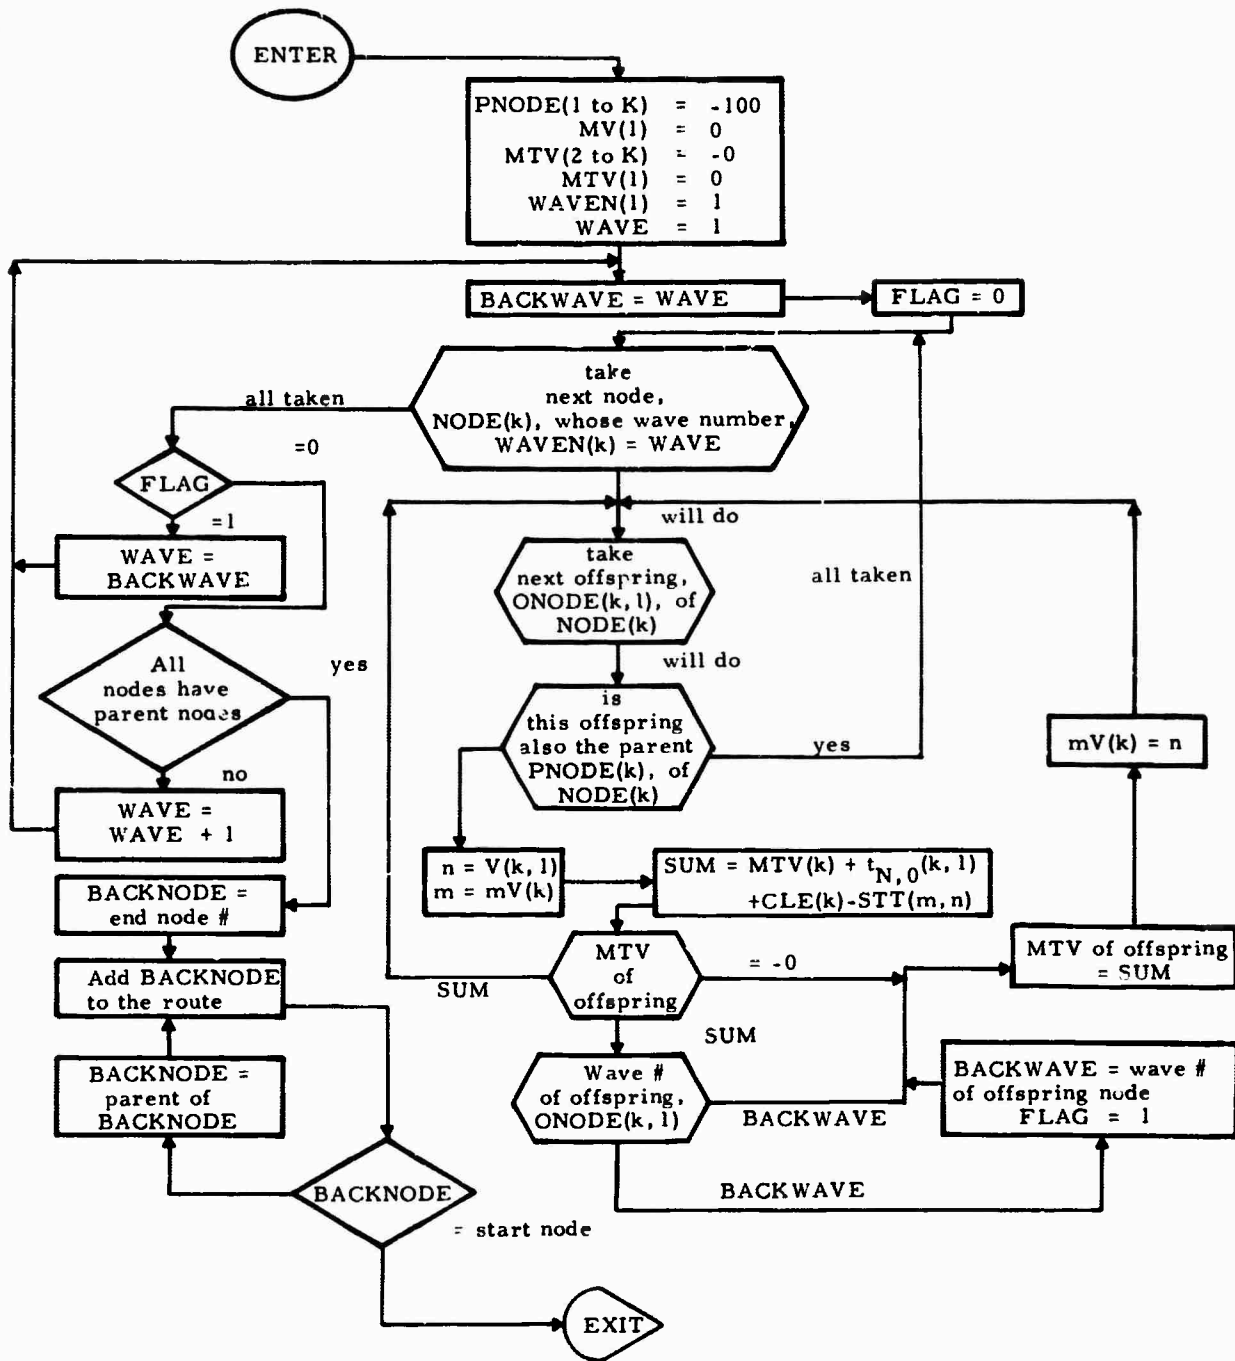 ENTER
PNODE(1 to K) = -100
MV(1) = 0
MTV(2 to K) = -0
MTV(1) = 0
WAVEN(1) = 1
WAVE = 1
BACKWAVE = WAVE
FLAG = 0
take
next node,
NODE(k), whose wave number,
WAVEN(k) = WAVE
all taken
=0
FLAG
=1
WAVE =
BACKWAVE
will do
take
next offspring,
ONODE(k, l), of
NODE(k)
all taken
will do
All
nodes have
parent nodes
yes
no
is
this offspring
also the parent
PNODE(k), of
NODE(k)
yes
mV(k) = n
WAVE =
WAVE + 1
n = V(k, l)
m = mV(k)
SUM = MTV(k) + t N, 0 (k, l)
+CLE(k)-STT(m, n)
BACKNODE =
end node #
Add BACKNODE
to the route
MTV
of
offspring
= -0
SUM
SUM
MTV of offspring
= SUM
BACKNODE =
parent of
BACKNODE
Wave #
of offspring,
ONODE(k, l)
BACKWAVE
BACKWAVE = wave #
of offspring node
FLAG = 1
BACKWAVE
BACKNODE
= start node
EXIT